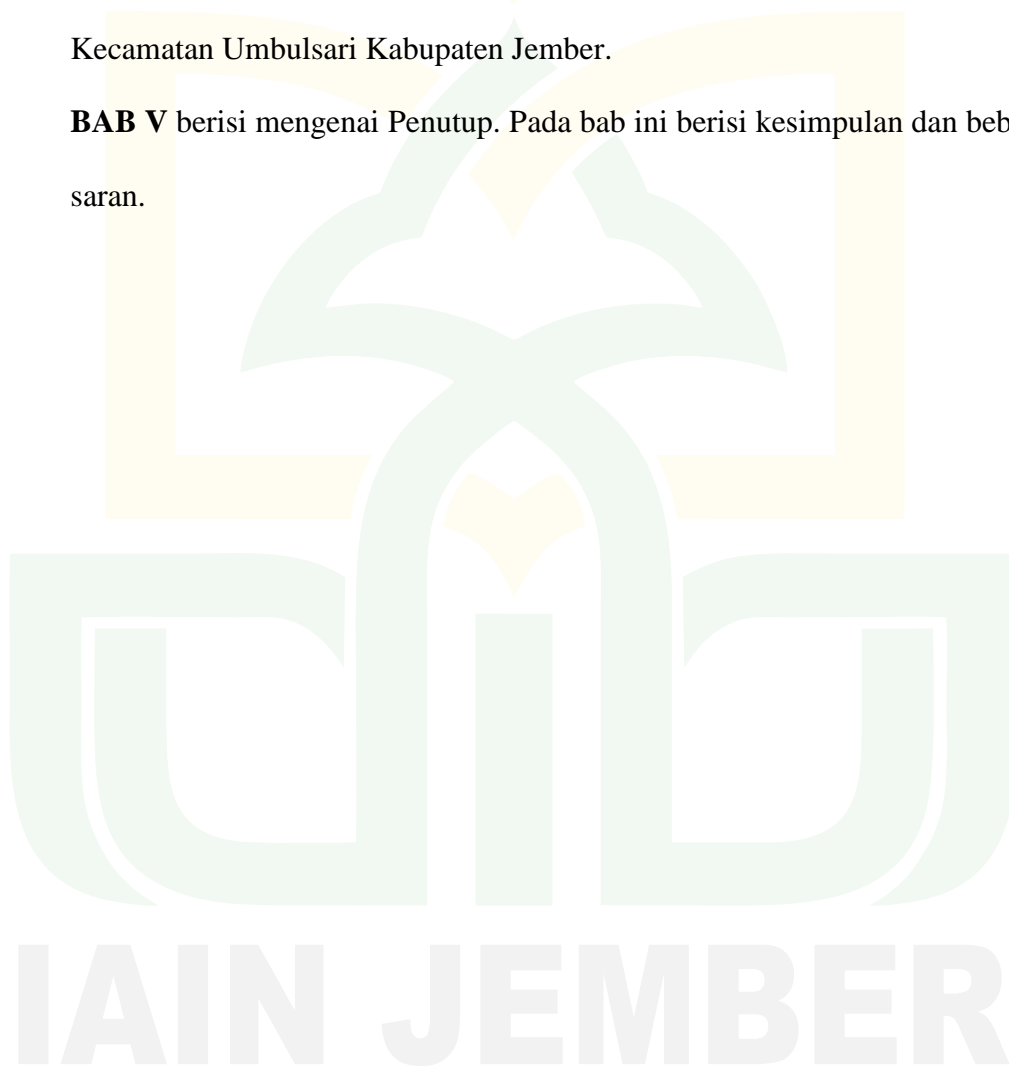 Kecamatan Umbulsari Kabupaten Jember.
BAB V berisi mengenai Penutup. Pada bab ini berisi kesimpulan dan beb
saran.
IAIN JEMBER